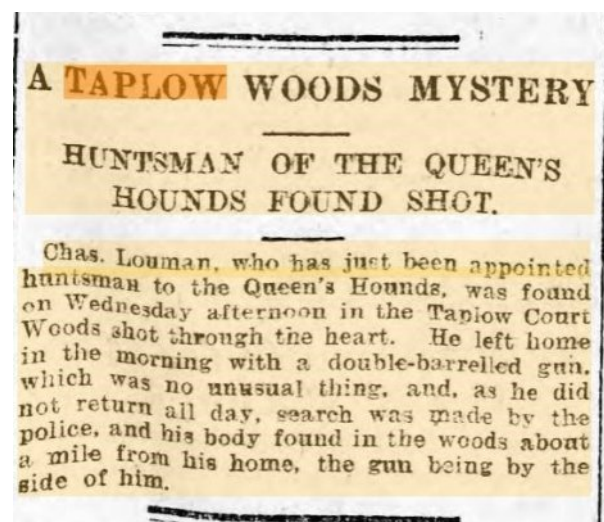 A TAPLOW WOODS MYSTERY
HUNTSMAN OF THE QUEEN'S
HOUNDS FOUND SHOT.
Chas. Louman, who has just been appointed
huntsman to the Queen's Hounds, was found
on Wednesday afternoon in the Taplow Court
Woods shot through the heart. He left home
in the morning with a double-barrelled gun,
which was no unusual thing, and, as he did
not return all day, search was made by the
police, and his body found in the woods about
a mile from his home, the gun being by the
side of him.